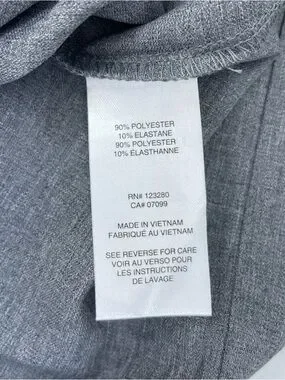 90% POLYESTER
10% ELASTANE
90% POLYESTER
10% ÉLASTHANNE
RN# 123280
CA# 07099
MADE IN VIETNAM
FABRIQUÉ AU VIETNAM
SEE REVERSE FOR CARE
VOIR AU VERSO POUR
LES INSTRUCTIONS
DE LAVAGE